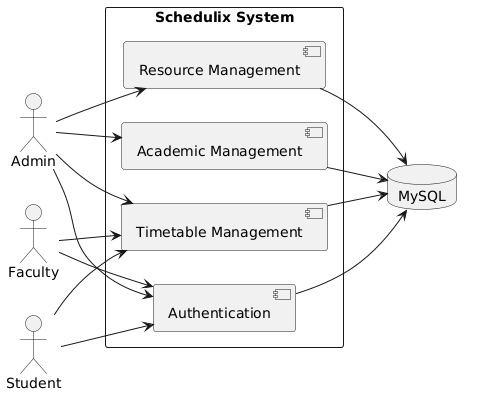 Schedulix System
Resource Management
Admin
Academic Management
MySQL
Timetable Management
Faculty
Authentication
Student